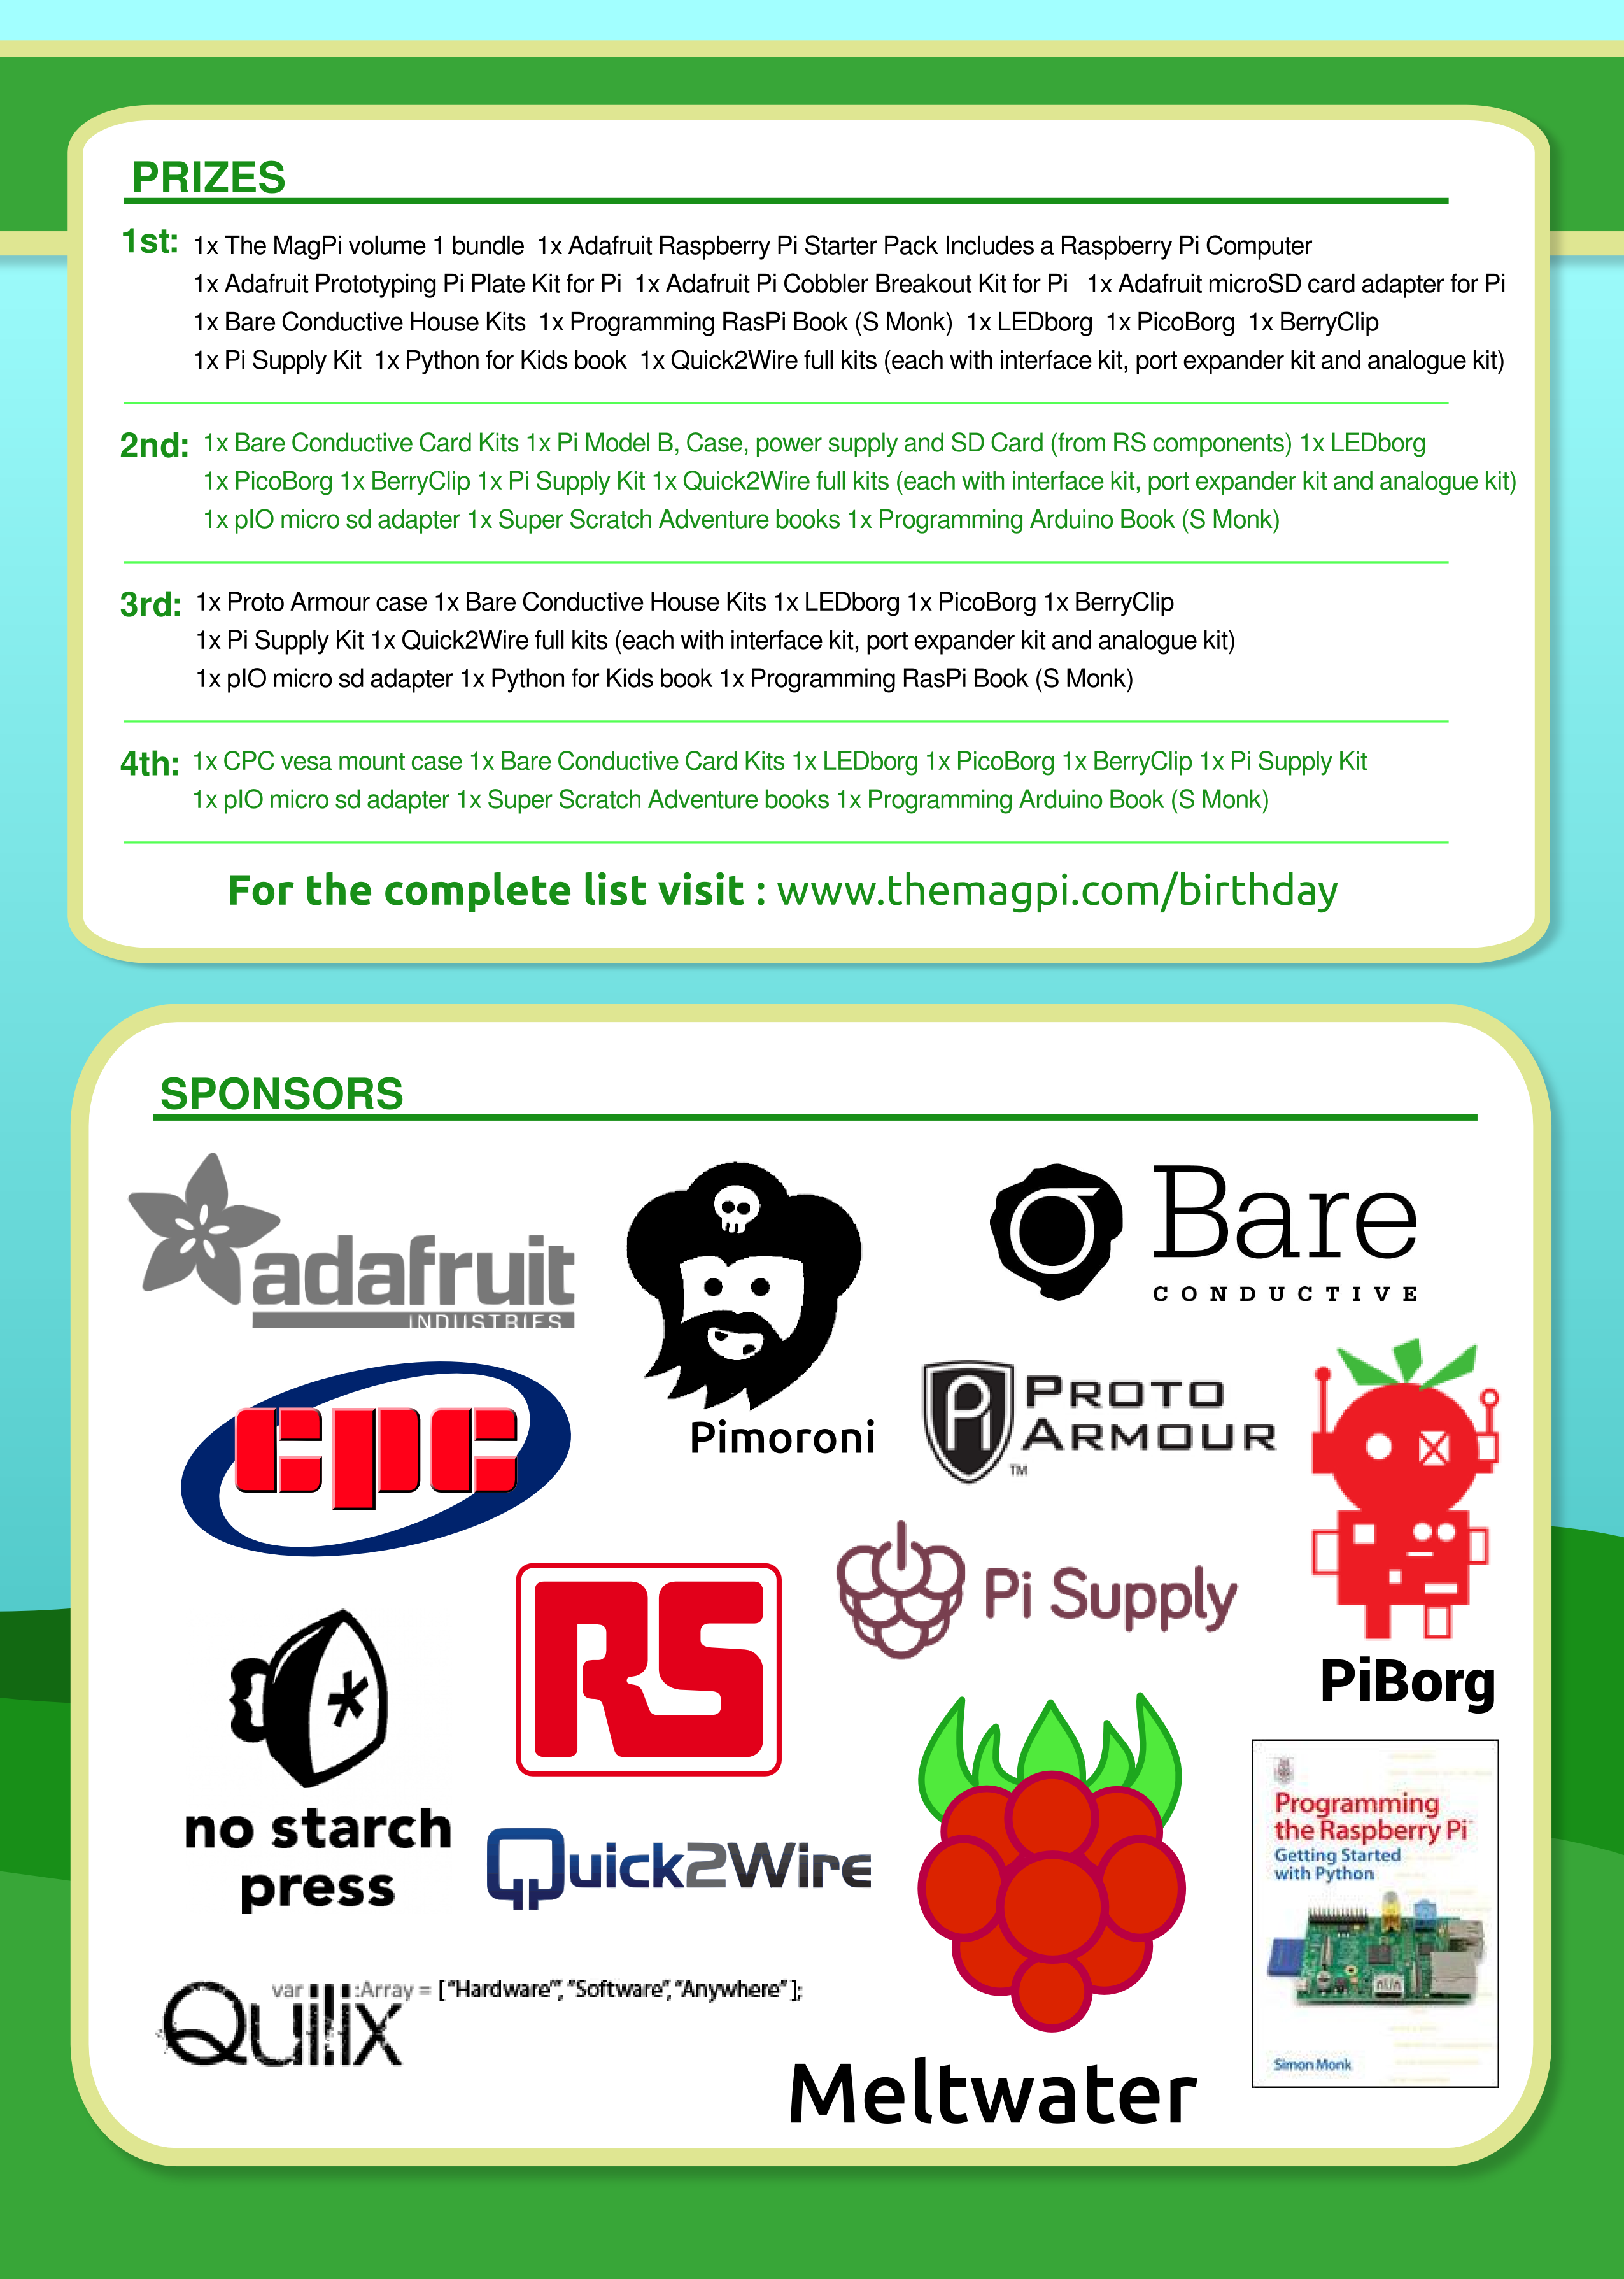 PRIZES
1st: 1x The MagPi volume 1 bundle 1x Adafruit Raspberry Pi Starter Pack Includes a Raspberry Pi Computer
1x Adafruit Prototyping Pi Plate Kit for Pi 1x Adafruit Pi Cobbler Breakout Kit for Pi 1x Adafruit microSD card adapter for Pi
1x Bare Conductive House Kits 1x Programming RasPi Book (S Monk) 1x LEDborg 1x PicoBorg 1x BerryClip
1x Pi Supply Kit 1x Python for Kids book 1x Quick2Wire full kits (each with interface kit, port expander kit and analogue kit)
2nd: 1x Bare Conductive Card Kits 1x Pi Model B, Case, power supply and SD Card (from RS components) 1x LEDborg
1x PicoBorg 1x BerryClip 1x Pi Supply Kit 1x Quick2Wire full kits (each with interface kit, port expander kit and analogue kit)
1x pIO micro sd adapter 1x Super Scratch Adventure books 1x Programming Arduino Book (S Monk)
3rd: 1x Proto Armour case 1x Bare Conductive House Kits 1x LEDborg 1x PicoBorg 1x BerryClip
1x Pi Supply Kit 1x Quick2Wire full kits (each with interface kit, port expander kit and analogue kit)
1x pIO micro sd adapter 1x Python for Kids book 1x Programming RasPi Book (S Monk)
4th: 1x CPC vesa mount case 1x Bare Conductive Card Kits 1x LEDborg 1x PicoBorg 1x BerryClip 1x Pi Supply Kit
1x pIO micro sd adapter 1x Super Scratch Adventure books 1x Programming Arduino Book (S Monk)
For the complete list visit : www.themagpi.com/birthday
SPONSORS
adafruit
INDUSTRIES
Pimoroni
Bare
CONDUCTIVE
cpc
PROTO
ARMOUR
TM
PiBorg
RS
Pi Supply
no starch
press
Quick2Wire
Programming
the Raspberry Pi
Getting Started
with Python
Simon Monk
var :Array = ["Hardware", "Software", "Anywhere"];
Quilix
Meltwater